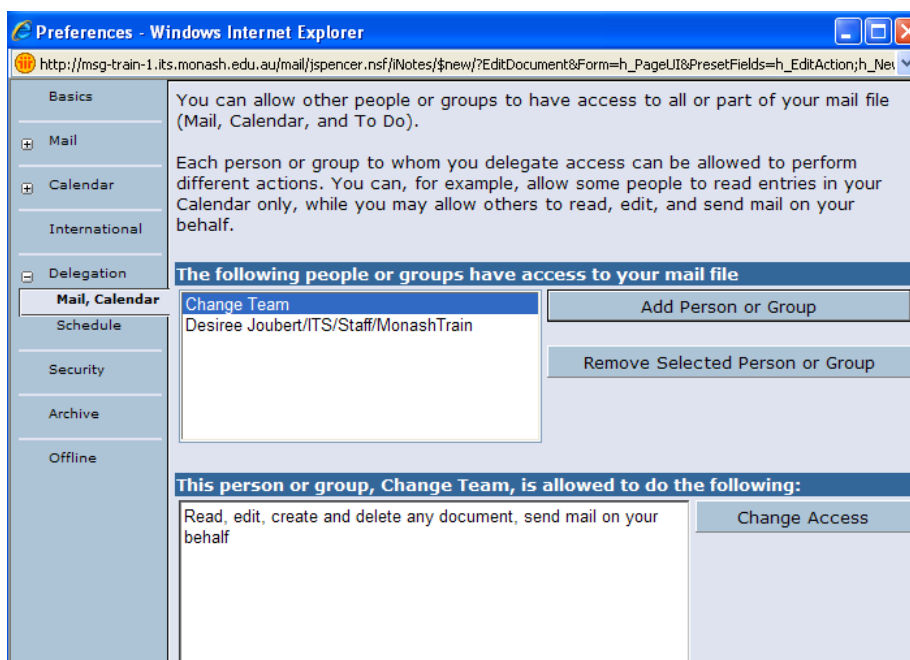 Preferences - Windows Internet Explorer
http://msg-train-1.its.monash.edu.au/mail/jspencer.nsf/iNotes/$new/?EditDocument&Form=h_PageUI&PresetFields=h_EditAction;h_Ne
Basics
Mail
Calendar
International
Delegation
Mail, Calendar
Schedule
Security
Archive
Offline
You can allow other people or groups to have access to all or part of your mail file
(Mail, Calendar, and To Do).
Each person or group to whom you delegate access can be allowed to perform
different actions. You can, for example, allow some people to read entries in your
Calendar only, while you may allow others to read, edit, and send mail on your
behalf.
The following people or groups have access to your mail file
Change Team
Desiree Joubert/ITS/Staff/MonashTrain
Add Person or Group
Remove Selected Person or Group
This person or group, Change Team, is allowed to do the following:
Read, edit, create and delete any document, send mail on your
behalf
Change Access